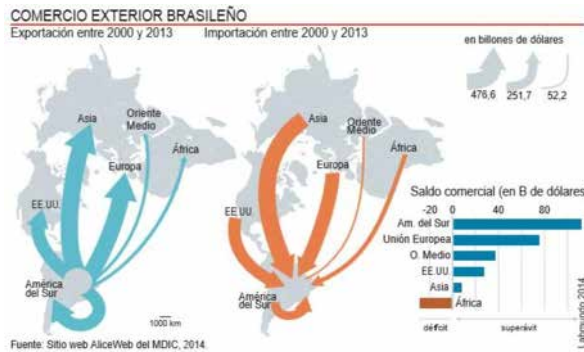 COMERCIO EXTERIOR BRASILEÑO
Exportación entre 2000 y 2013
Importación entre 2000 y 2013
en billones de dólares
476,6 251,7 52,2
Asia
Oriente Medio
África
Europa
EE.UU.
América del Sur
Asia
Oriente Medio
África
Europa
EE.UU
América del Sur
1000 km
Saldo comercial (en B de dólares
-20 0 40 80
Am. del Sur
Unión Europea
O. Medio
EE.UU.
Asia
África
déficit superávit
2014
Fuente: Sitio web AliceWeb del MDIC, 2014.